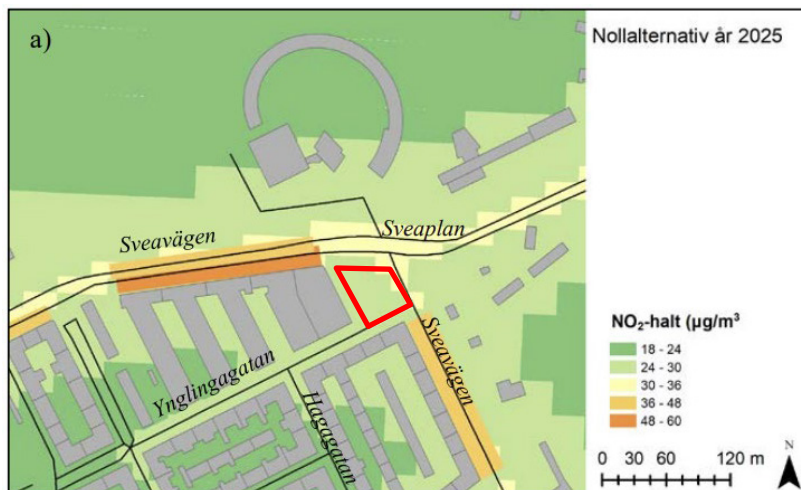 a)
Nollalternativ år 2025
Sveavägen
Sveaplan
Ynglingagatan
Hagagatan
Sveavägen
NO₂-halt (µg/m³
18 - 24
24 - 30
30 - 36
36 - 48
48 - 60
0 30 60 120 m
N